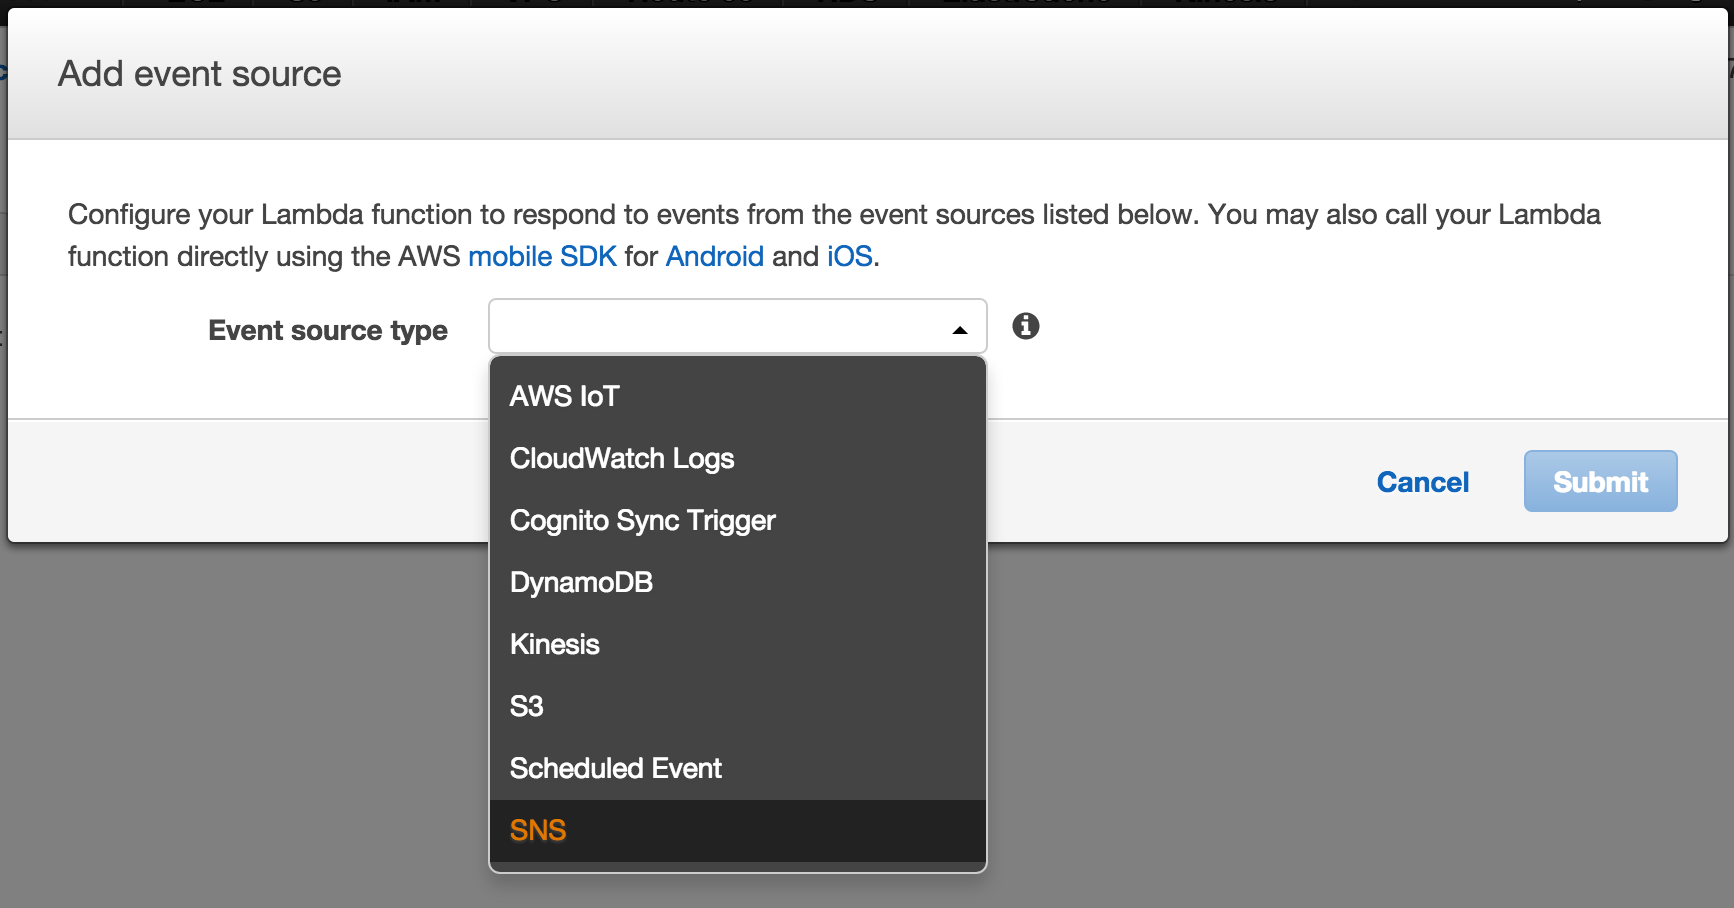 Add event source
Configure your Lambda function to respond to events from the event sources listed below. You may also call your Lambda
function directly using the AWS mobile SDK for Android and iOS.
Event source type
AWS IoT
CloudWatch Logs
Cognito Sync Trigger
DynamoDB
Kinesis
S3
Scheduled Event
SNS
Cancel
Submit